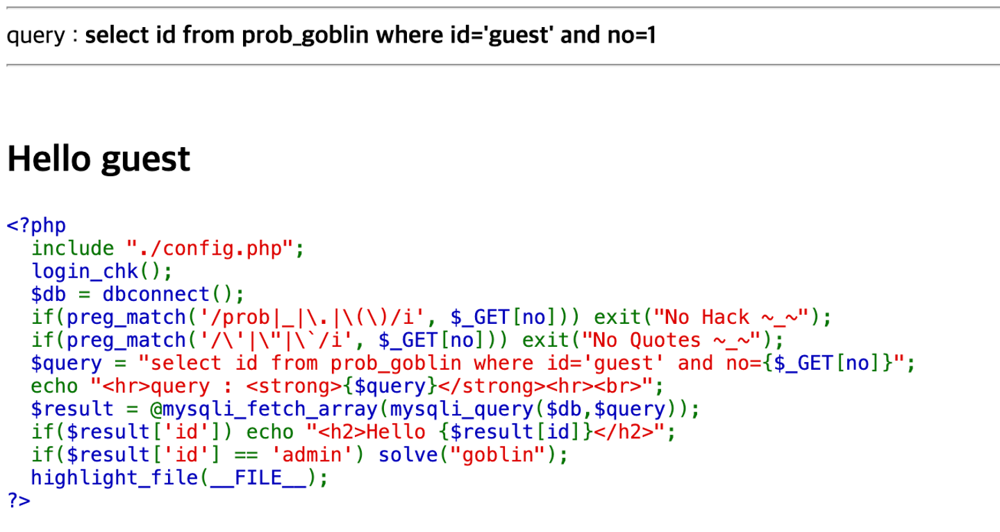 query : select id from prob_goblin where id='guest' and no=1
Hello guest
<?php
include "./config.php";
login_chk();
$db = dbconnect();
if(preg_match('/prob|_|\.|\(\)/i', $_GET[no])) exit("No Hack ~_~");
if(preg_match('/\'|\"|\`/i', $_GET[no])) exit("No Quotes ~_~");
$query = "select id from prob_goblin where id='guest' and no={$_GET[no]}";
echo "<hr>query : <strong>{$query}</strong><hr><br>";
$result = @mysqli_fetch_array(mysqli_query($db,$query));
if($result['id']) echo "<h2>Hello {$result[id]}</h2>";
if($result['id'] == 'admin') solve("goblin");
highlight_file(__FILE__);
?>